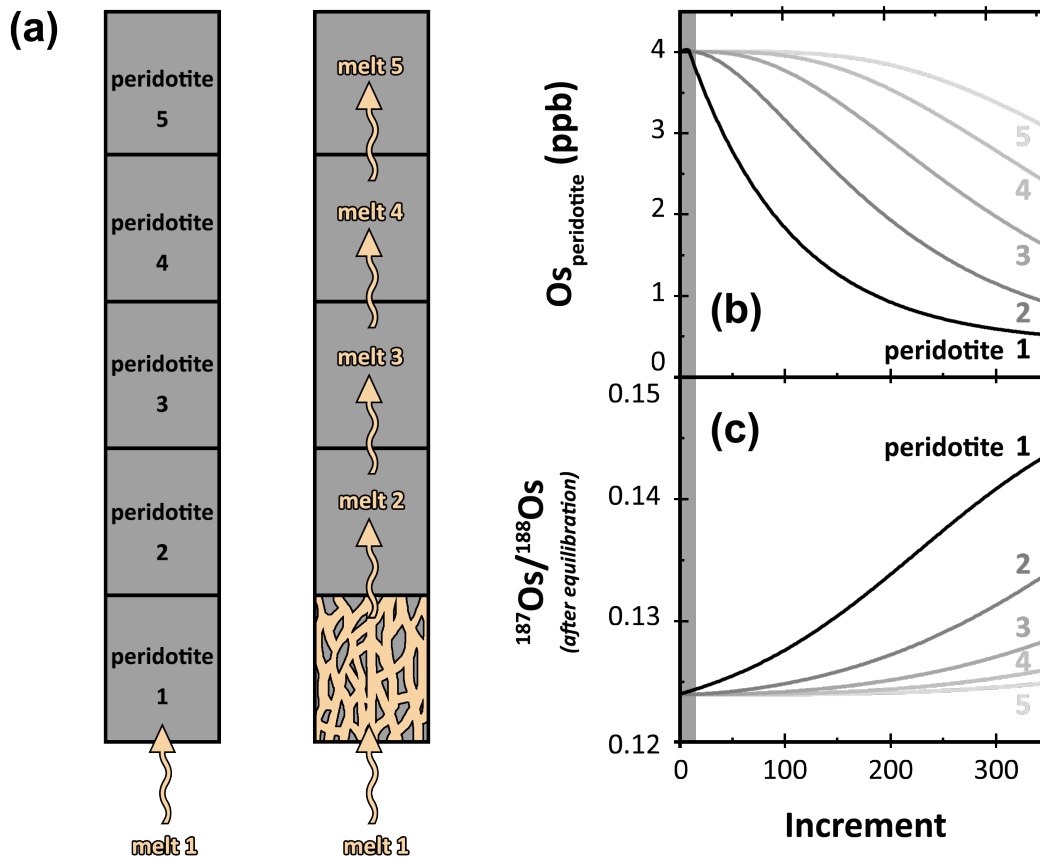 (a)
peridotite
5
peridotite
4
peridotite
3
peridotite
2
peridotite
1
melt 1
melt 5
melt 4
melt 3
melt 2
melt 1
Os peridotite (ppb)
4
3
2
1
0
(b)
5
4
3
2
peridotite 1
187Os/188Os
(after equilibration)
0.15
0.14
0.13
0.12
(c)
peridotite 1
2
3
4
5
0
100
200
300
Increment